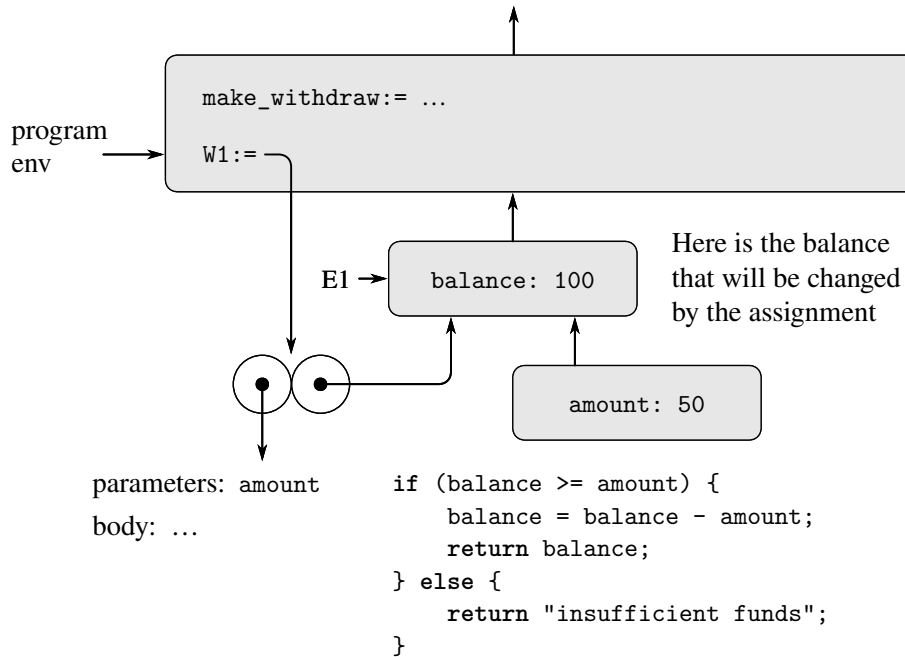 make_withdraw:= ...
program
env
W1:=
Here is the balance
that will be changed
by the assignment
E1
balance: 100
amount: 50
parameters: amount
body: ...
if (balance >= amount) {
    balance = balance - amount;
    return balance;
} else {
    return "insufficient funds";
}